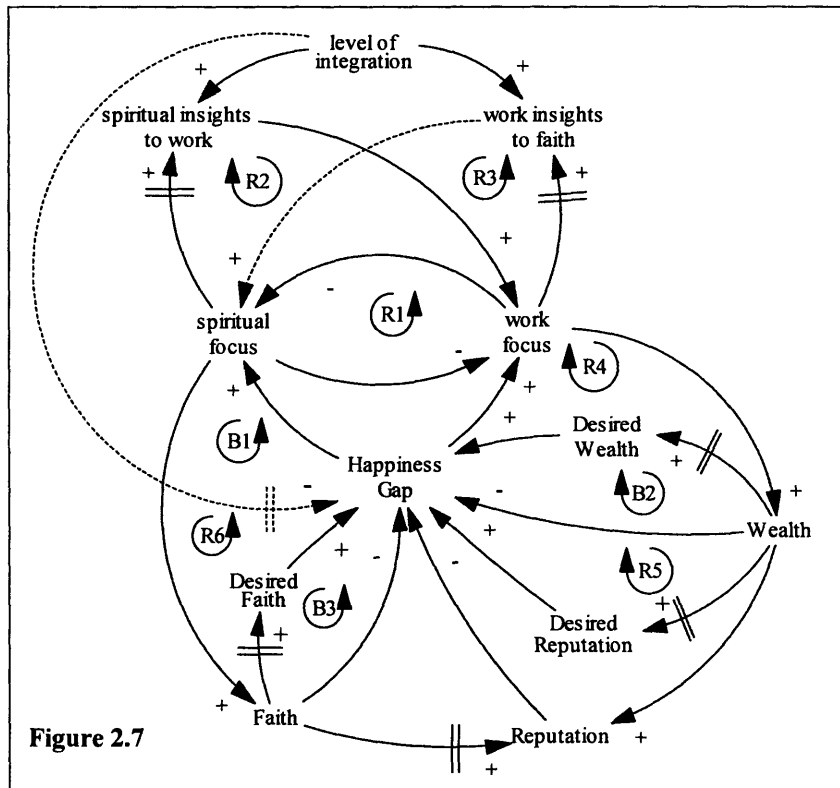 level of
integration
+
+
spiritual insights
to work
work insights
to faith
+
+
R2
R3
+
+
-
R1
spiritual
focus
work
focus
-
+
+
R4
B1
+
Desired
Wealth
+
Happiness
Gap
B2
-
-
+
Wealth
R6
+
+
-
-
R5
Desired
Faith
B3
+
Desired
Reputation
+
+
Faith
Reputation
+
Figure 2.7
+